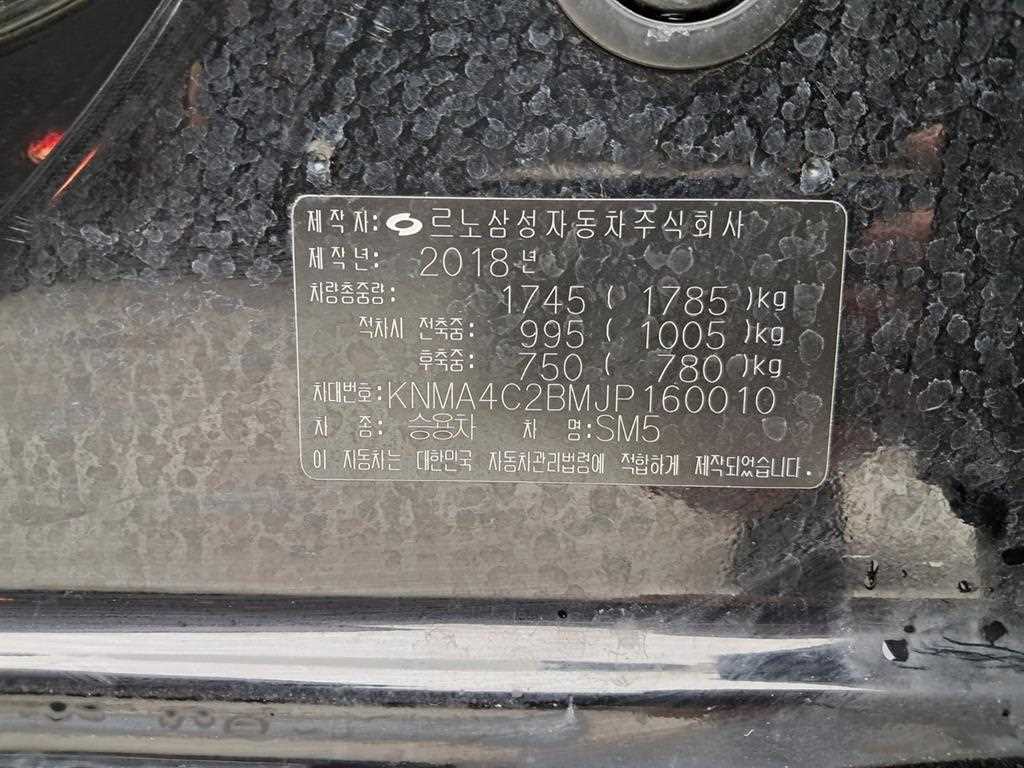 제작자: 르노삼성자동차주식회사
제작년: 2018년
차량총중량: 1745 ( 1785 )kg
적차시 전축중: 995 ( 1005 )kg
후축중: 750 ( 780 )kg
차대번호:KNMA4C2BMJP160010
차 종: 승용차 차 명:SM5
이 자동차는 대한민국 자동차관리법령에 적합하게 제작되었습니다.